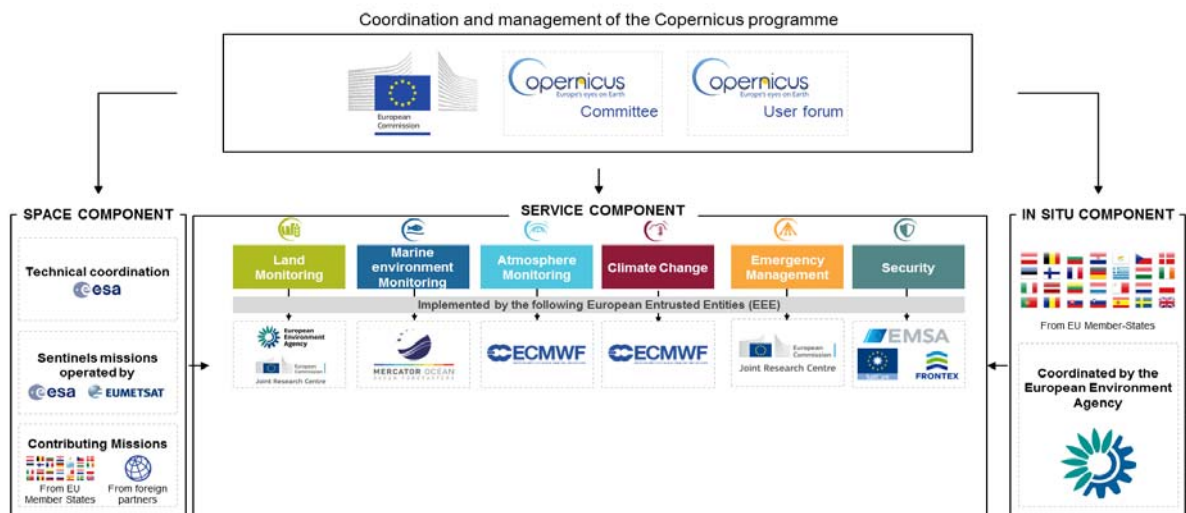 Coordination and management of the Copernicus programme
European
Commission
Copernicus
Europe's eyes on Earth
Committee
Copernicus
Europe's eyes on Earth
User forum
SPACE COMPONENT
Technical coordination
esa
Sentinels missions
operated by
esa EUMETSAT
Contributing Missions
From EU
Member States
From foreign
partners
SERVICE COMPONENT
Land
Monitoring
Marine
environment
Monitoring
Atmosphere
Monitoring
Climate Change
Emergency
Management
Security
Implemented by the following European Entrusted Entities (EEE)
European
Environment
Agency
European
Commission
Joint Research Centre
MERCATOR OCEAN
OCEAN FORECASTERS
ECMWF
ECMWF
European
Commission
Joint Research Centre
EMSA
FRONTEX
IN SITU COMPONENT
From EU Member-States
Coordinated by the
European Environment
Agency